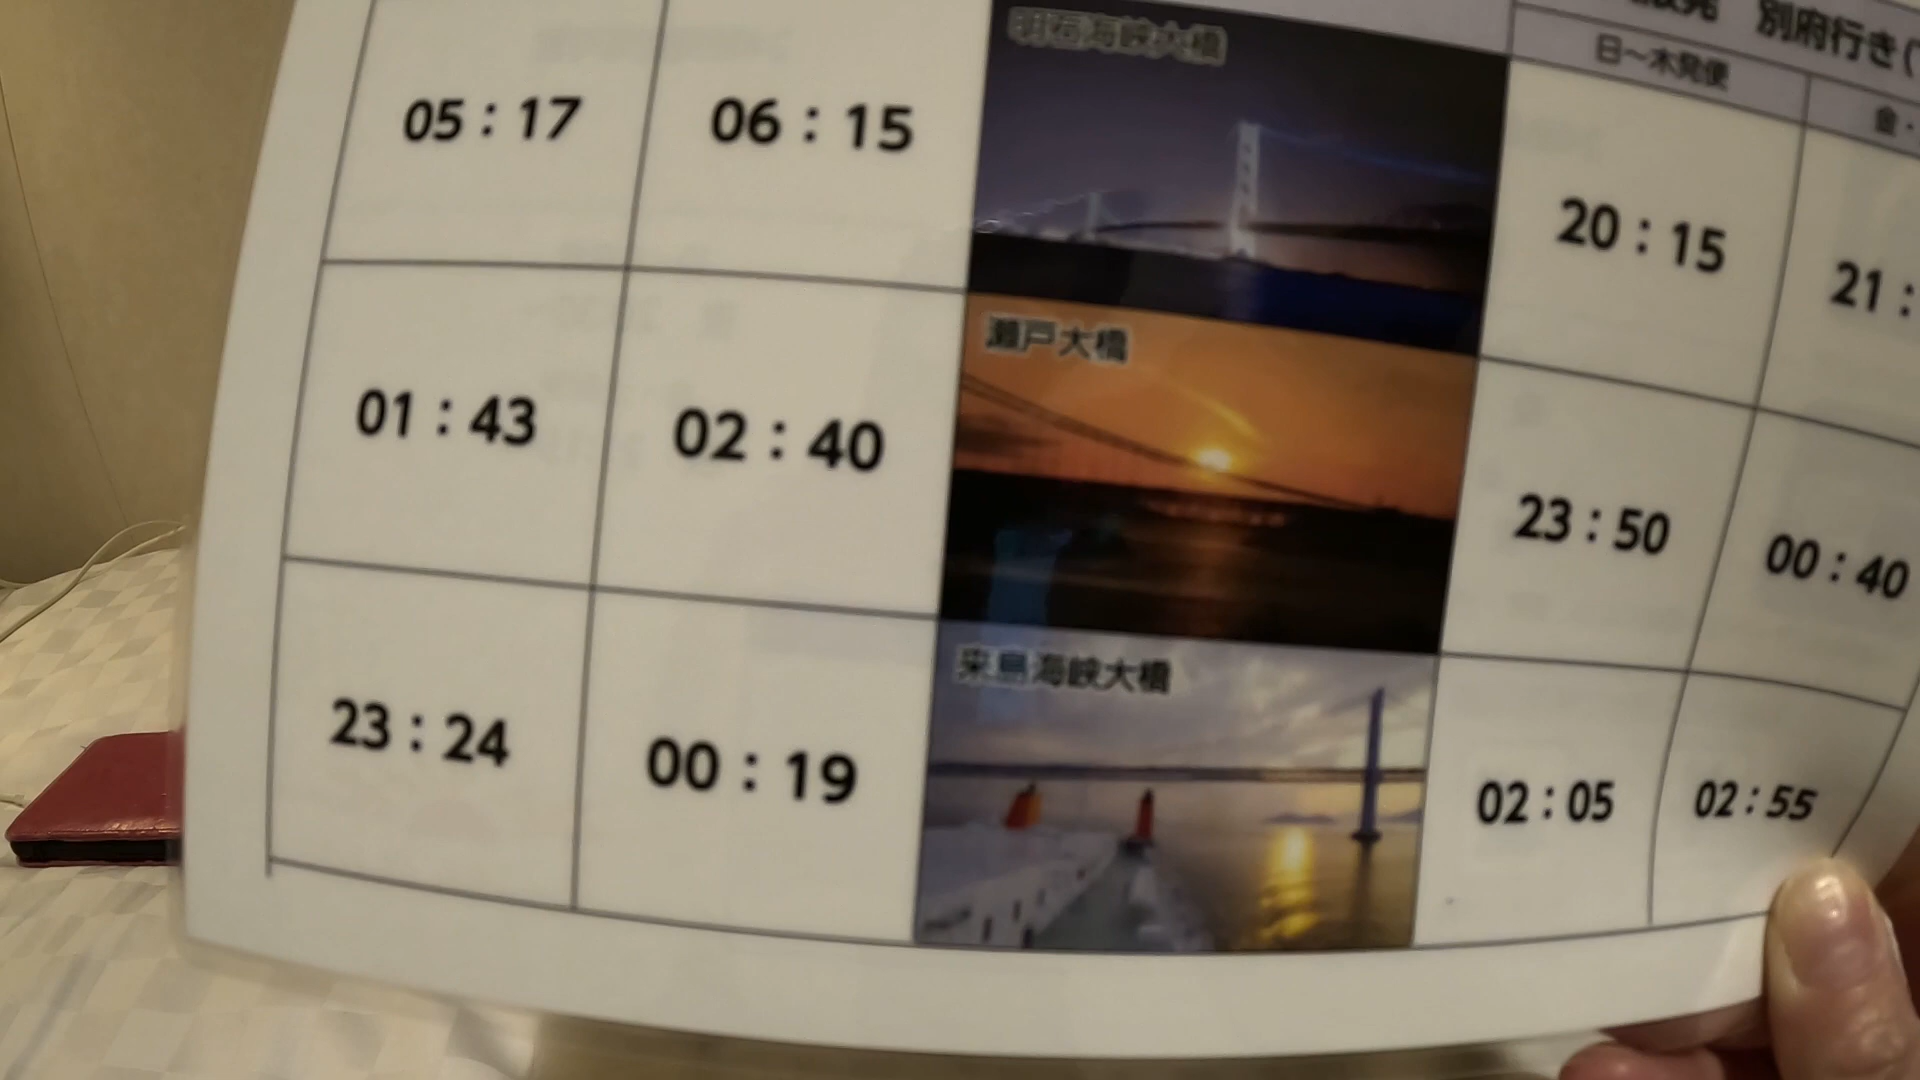 別府行き(
日～木発便
金・
05：17 06：15 明石海峡大橋 20：15 21：
01：43 02：40 瀬戸大橋 23：50 00：40
23：24 00：19 来島海峡大橋 02：05 02：55